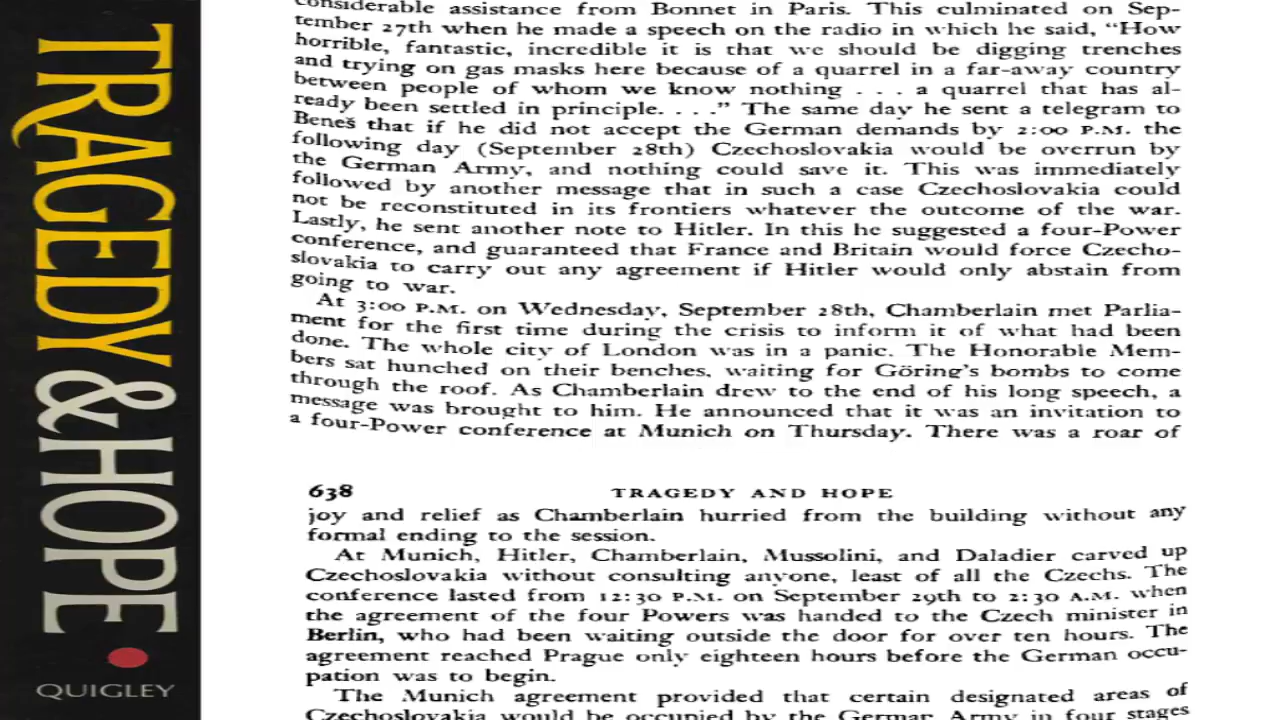 TRAGEDY & HOPE
QUIGLEY
considerable assistance from Bonnet in Paris. This culminated on Sep-
tember 27th when he made a speech on the radio in which he said, "How
horrible, fantastic, incredible it is that we should be digging trenches
and trying on gas masks here because of a quarrel in a far-away country
between people of whom we know nothing . . . a quarrel that has al-
ready been settled in principle. . . ." The same day he sent a telegram to
Beneš that if he did not accept the German demands by 2:00 P.M. the
following day (September 28th) Czechoslovakia would be overrun by
the German Army, and nothing could save it. This was immediately
followed by another message that in such a case Czechoslovakia could
not be reconstituted in its frontiers whatever the outcome of the war.
Lastly, he sent another note to Hitler. In this he suggested a four-Power
conference, and guaranteed that France and Britain would force Czecho-
slovakia to carry out any agreement if Hitler would only abstain from
going to war.
At 3:00 P.M. on Wednesday, September 28th, Chamberlain met Parlia-
ment for the first time during the crisis to inform it of what had been
done. The whole city of London was in a panic. The Honorable Mem-
bers sat hunched on their benches, waiting for Göring's bombs to come
through the roof. As Chamberlain drew to the end of his long speech, a
message was brought to him. He announced that it was an invitation to
a four-Power conference at Munich on Thursday. There was a roar of
638 TRAGEDY AND HOPE
joy and relief as Chamberlain hurried from the building without any
formal ending to the session.
At Munich, Hitler, Chamberlain, Mussolini, and Daladier carved up
Czechoslovakia without consulting anyone, least of all the Czechs. The
conference lasted from 12:30 P.M. on September 29th to 2:30 A.M. when
the agreement of the four Powers was handed to the Czech minister in
Berlin, who had been waiting outside the door for over ten hours. The
agreement reached Prague only eighteen hours before the German occu-
pation was to begin.
The Munich agreement provided that certain designated areas of
Czechoslovakia would be occupied by the German Army in four stages